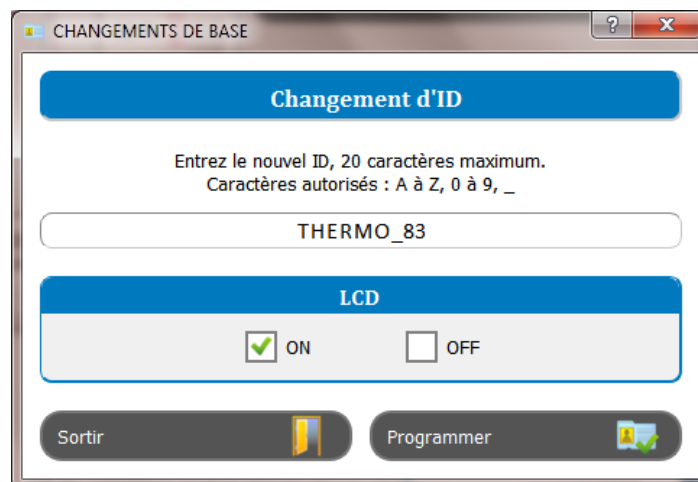 CHANGEMENTS DE BASE
?
X
Changement d'ID
Entrez le nouvel ID, 20 caractères maximum.
Caractères autorisés : A à Z, 0 à 9, _
THERMO_83
LCD
ON OFF
Sortir Programmer